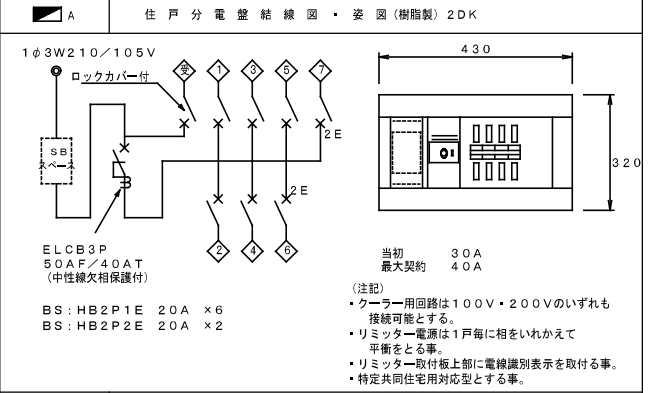 A
住戸分電盤結線図・姿図(樹脂製) 2DK
1φ3W210/105V
ロックカバー付
受
1
3
5
7
2E
SB
スペース
2E
2
4
6
ELCB3P
50AF/40AT
(中性線欠相保護付)
BS:HB2P1E 20A ×6
BS:HB2P2E 20A ×2
430
320
当初 30A
最大契約 40A
(注記)
・クーラー用回路は100V・200Vのいずれも
接続可能とする。
・リミッター電源は1戸毎に相をいれかえて
平衡をとる事。
・リミッター取付板上部に電線識別表示を取付る事。
・特定共同住宅用対応型とする事。